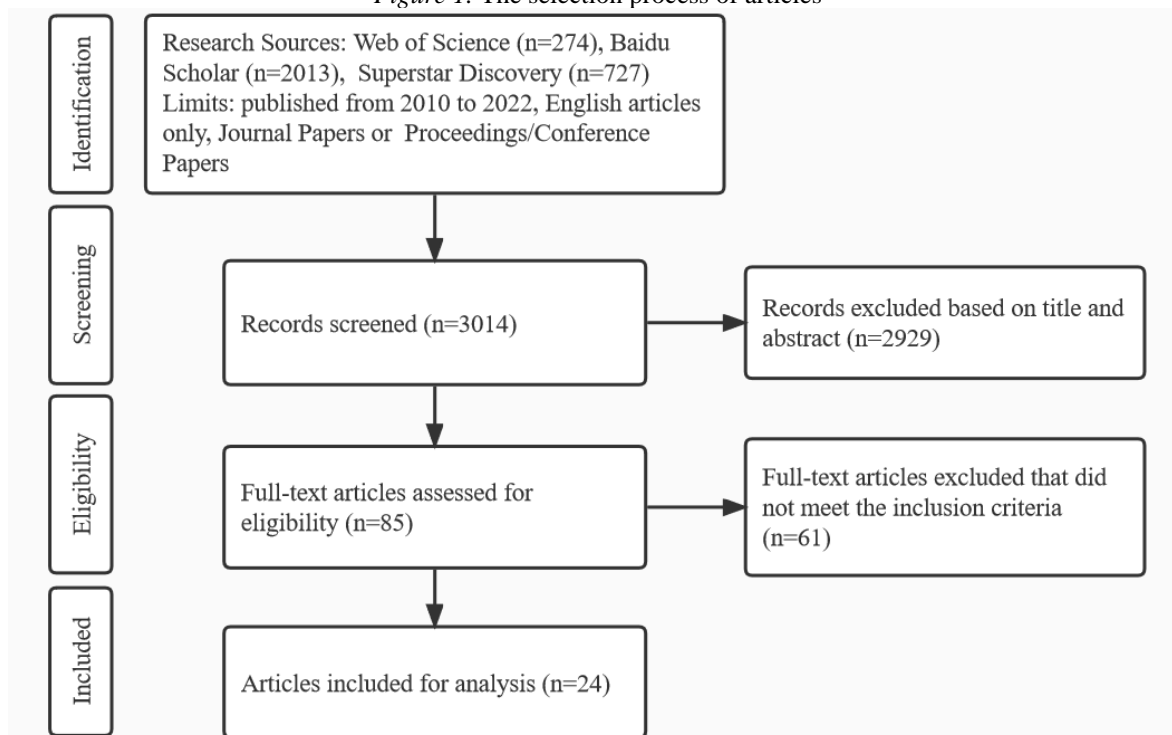 Figure 1. The selection process of articles
Identification
Research Sources: Web of Science (n=274), Baidu
Scholar (n=2013), Superstar Discovery (n=727)
Limits: published from 2010 to 2022, English articles
only, Journal Papers or Proceedings/Conference
Papers
Screening
Records screened (n=3014)
Records excluded based on title and
abstract (n=2929)
Eligibility
Full-text articles assessed for
eligibility (n=85)
Full-text articles excluded that did
not meet the inclusion criteria
(n=61)
Included
Articles included for analysis (n=24)